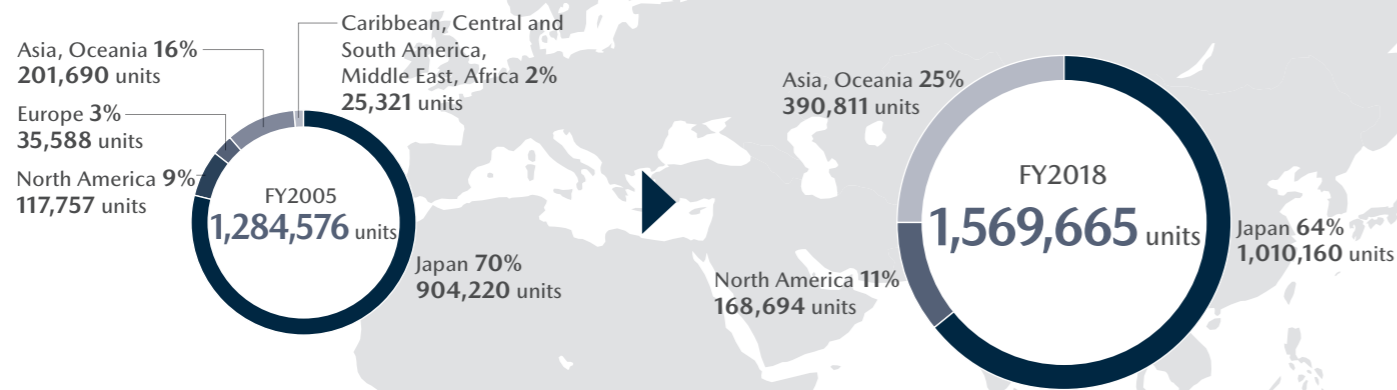 Caribbean, Central and
South America,
Middle East, Africa 2%
25,321 units
Asia, Oceania 16%
201,690 units
Europe 3%
35,588 units
North America 9%
117,757 units
FY2005
1,284,576 units
Japan 70%
904,220 units
Asia, Oceania 25%
390,811 units
FY2018
1,569,665 units
Japan 64%
1,010,160 units
North America 11%
168,694 units